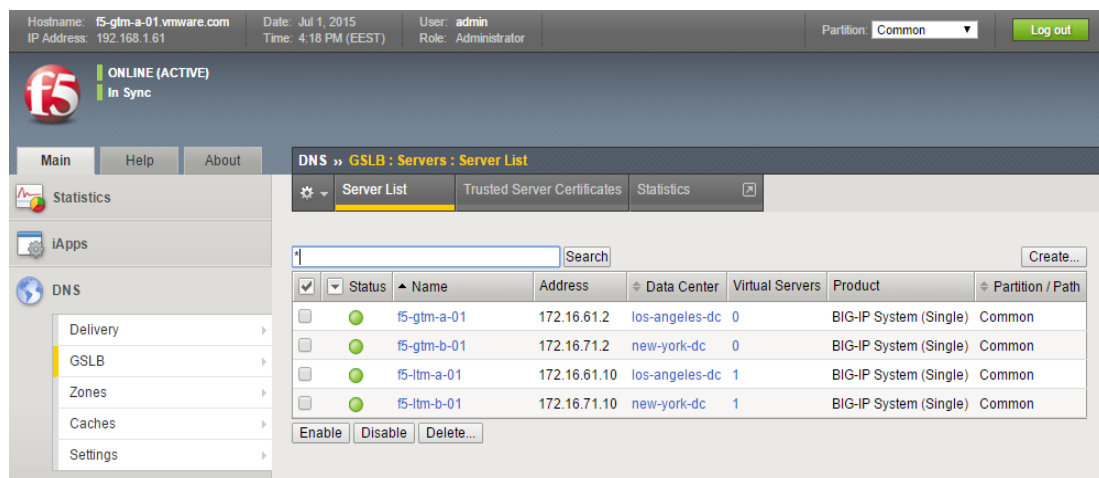 Hostname: f5-gtm-a-01.vmware.com Date: Jul 1, 2015 User: admin Partition: Common Log out
IP Address: 192.168.1.61 Time: 4:18 PM (EEST) Role: Administrator
f5
ONLINE (ACTIVE)
In Sync
Main Help About
DNS ›› GSLB : Servers : Server List
Server List Trusted Server Certificates Statistics
Statistics
iApps
DNS
Delivery
GSLB
Zones
Caches
Settings
* Search Create...
Status Name Address Data Center Virtual Servers Product Partition / Path
f5-gtm-a-01 172.16.61.2 los-angeles-dc 0 BIG-IP System (Single) Common
f5-gtm-b-01 172.16.71.2 new-york-dc 0 BIG-IP System (Single) Common
f5-ltm-a-01 172.16.61.10 los-angeles-dc 1 BIG-IP System (Single) Common
f5-ltm-b-01 172.16.71.10 new-york-dc 1 BIG-IP System (Single) Common
Enable Disable Delete...